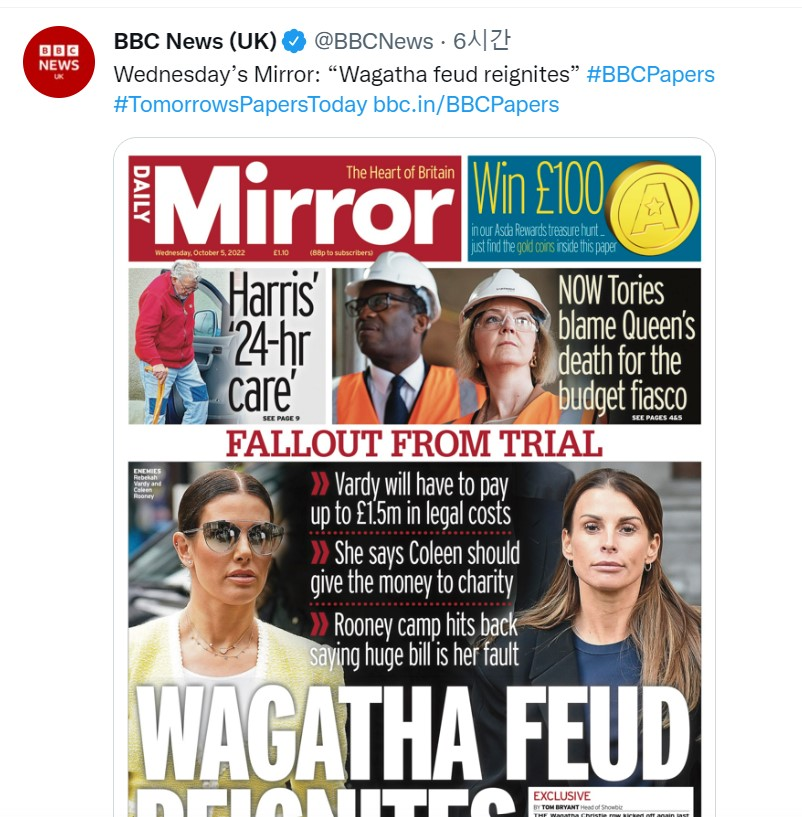 BBC
NEWS
UK
BBC News (UK) @BBCNews · 6시간
Wednesday’s Mirror: “Wagatha feud reignites” #BBCPapers
#TomorrowsPapersToday bbc.in/BBCPapers
DAILY
Mirror
The Heart of Britain
Wednesday, October 5, 2022 £1.10 (88p to subscribers)
Win £100
in our Asda Rewards treasure hunt...
just find the gold coins inside this paper
A
Harris’
‘24-hr
care’
SEE PAGE 9
NOW Tories
blame Queen’s
death for the
budget fiasco
SEE PAGES 4&5
FALLOUT FROM TRIAL
ENEMIES
Rebekah
Vardy and
Coleen
Rooney
Vardy will have to pay
up to £1.5m in legal costs
She says Coleen should
give the money to charity
Rooney camp hits back
saying huge bill is her fault
WAGATHA FEUD
REIGNITES
EXCLUSIVE
BY TOM BRYANT Head of Showbiz
THE Wagatha Christie row kicked off again last